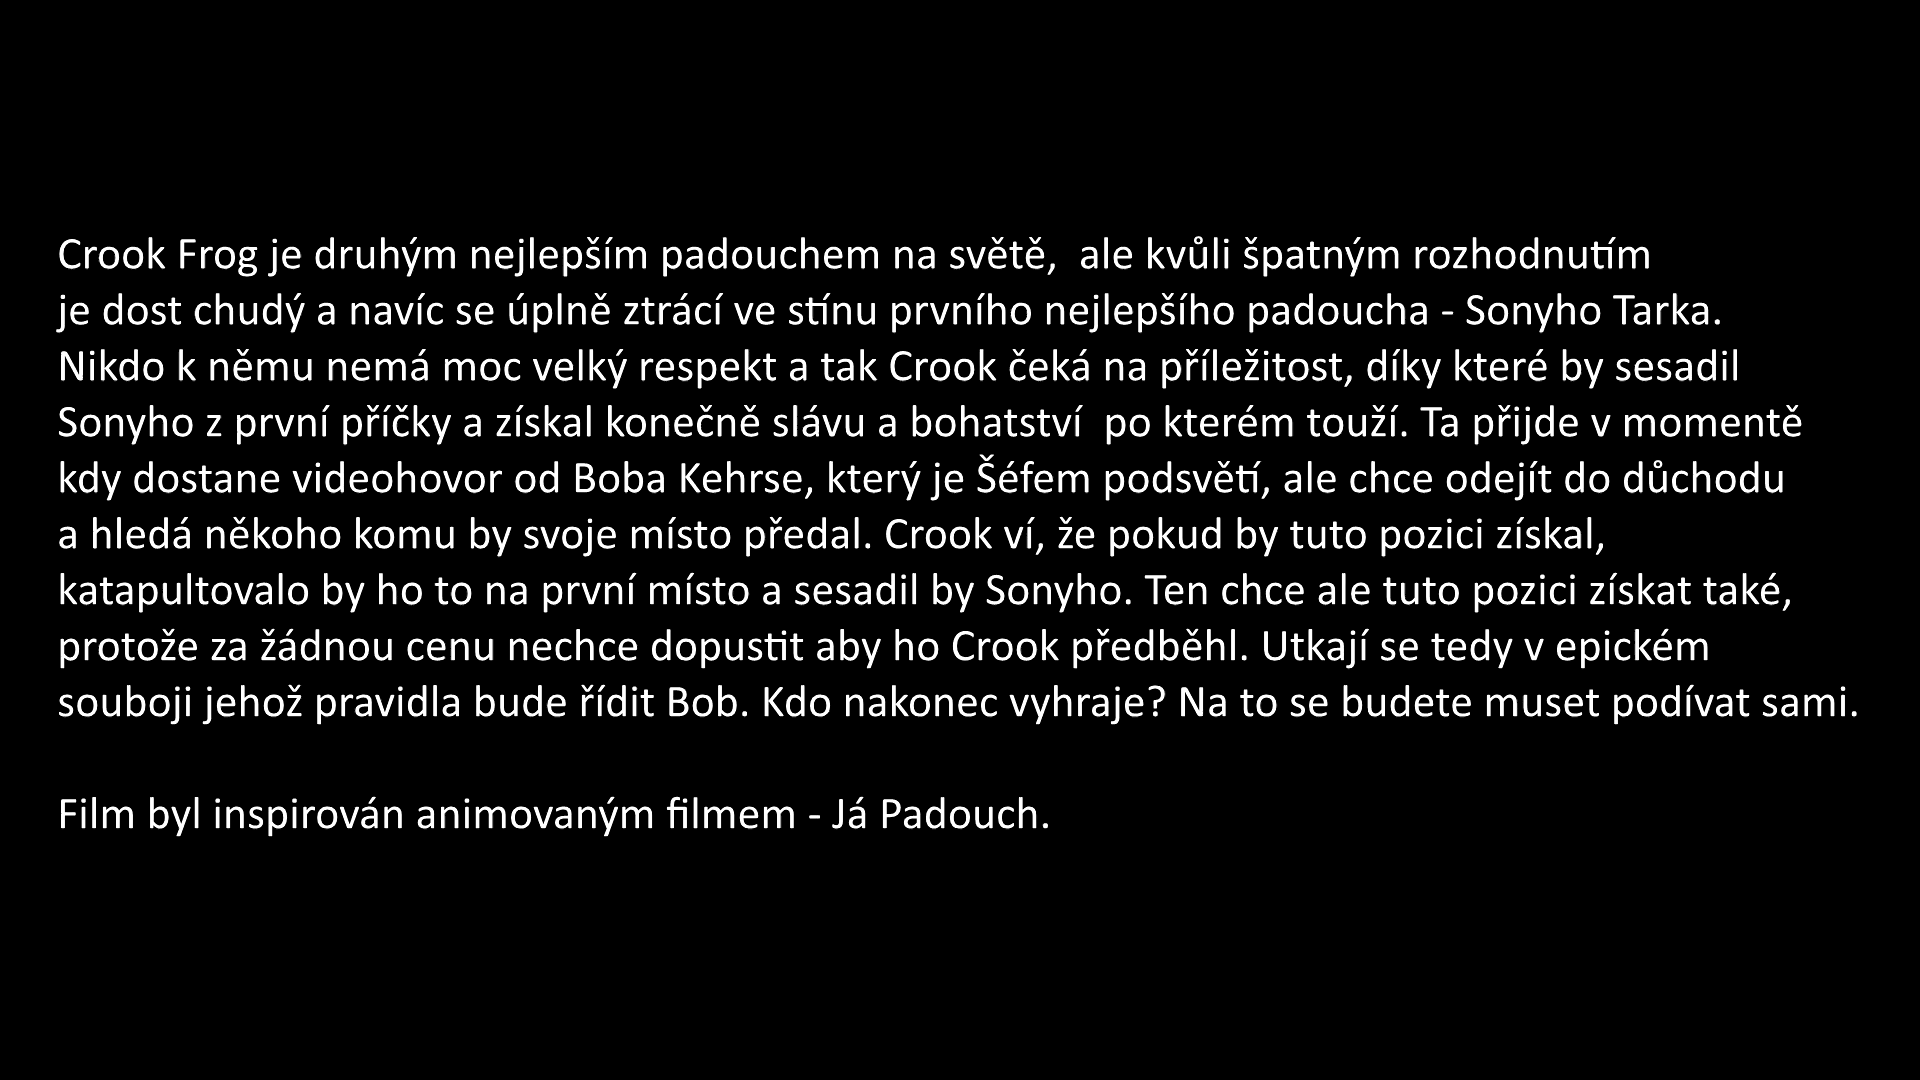 Crook Frog je druhým nejlepším padouchem na světě,  ale kvůli špatným rozhodnutím
je dost chudý a navíc se úplně ztrácí ve stínu prvního nejlepšího padoucha - Sonyho Tarka.
Nikdo k němu nemá moc velký respekt a tak Crook čeká na příležitost, díky které by sesadil
Sonyho z první příčky a získal konečně slávu a bohatství  po kterém touží. Ta přijde v momentě
kdy dostane videohovor od Boba Kehrse, který je Šéfem podsvětí, ale chce odejít do důchodu
a hledá někoho komu by svoje místo předal. Crook ví, že pokud by tuto pozici získal,
katapultovalo by ho to na první místo a sesadil by Sonyho. Ten chce ale tuto pozici získat také,
protože za žádnou cenu nechce dopustit aby ho Crook předběhl. Utkají se tedy v epickém
souboji jehož pravidla bude řídit Bob. Kdo nakonec vyhraje? Na to se budete muset podívat sami.
Film byl inspirován animovaným filmem - Já Padouch.